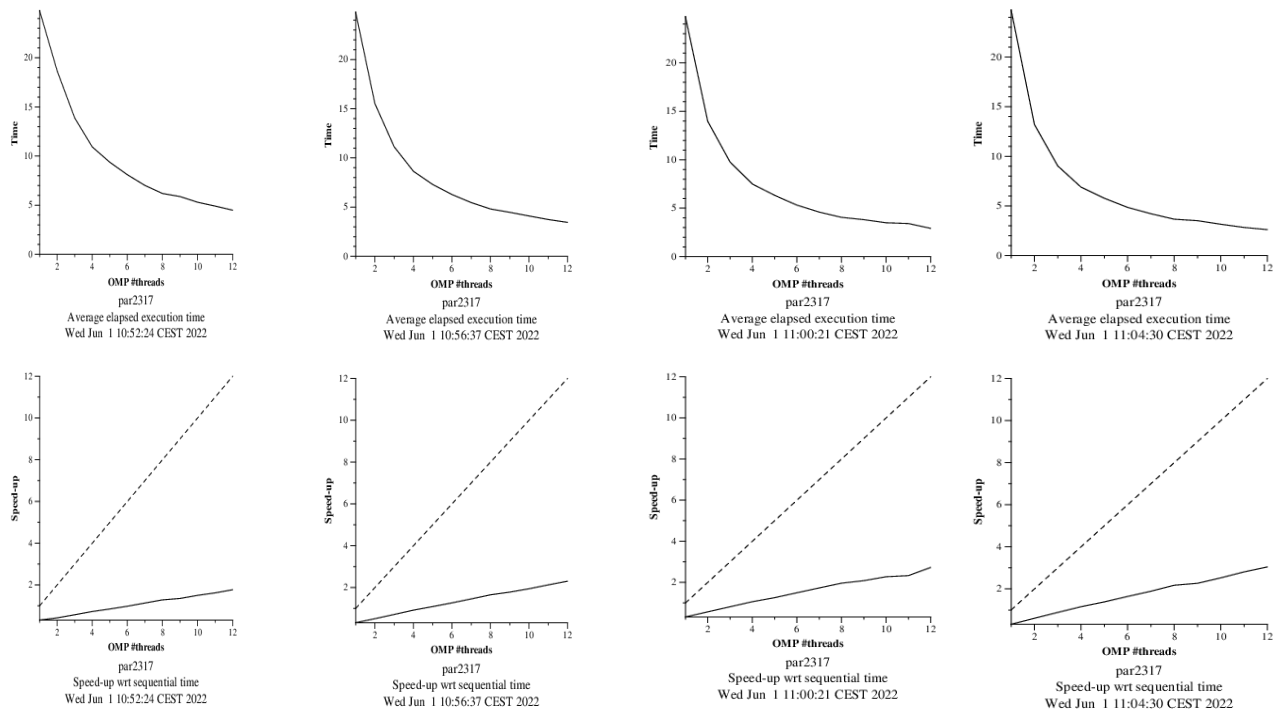 Time
20
15
10
5
0
2 4 6 8 10 12
OMP #threads
par2317
Average elapsed execution time
Wed Jun 1 10:52:24 CEST 2022
Time
20
15
10
5
0
2 4 6 8 10 12
OMP #threads
par2317
Average elapsed execution time
Wed Jun 1 10:56:37 CEST 2022
Time
20
15
10
5
0
2 4 6 8 10 12
OMP #threads
par2317
Average elapsed execution time
Wed Jun 1 11:00:21 CEST 2022
Time
20
15
10
5
0
2 4 6 8 10 12
OMP #threads
par2317
Average elapsed execution time
Wed Jun 1 11:04:30 CEST 2022
Speed-up
12
10
8
6
4
2
2 4 6 8 10 12
OMP #threads
par2317
Speed-up wrt sequential time
Wed Jun 1 10:52:24 CEST 2022
Speed-up
12
10
8
6
4
2
2 4 6 8 10 12
OMP #threads
par2317
Speed-up wrt sequential time
Wed Jun 1 10:56:37 CEST 2022
Speed-up
12
10
8
6
4
2
2 4 6 8 10 12
OMP #threads
par2317
Speed-up wrt sequential time
Wed Jun 1 11:00:21 CEST 2022
Speed-up
12
10
8
6
4
2
2 4 6 8 10 12
OMP #threads
par2317
Speed-up wrt sequential time
Wed Jun 1 11:04:30 CEST 2022